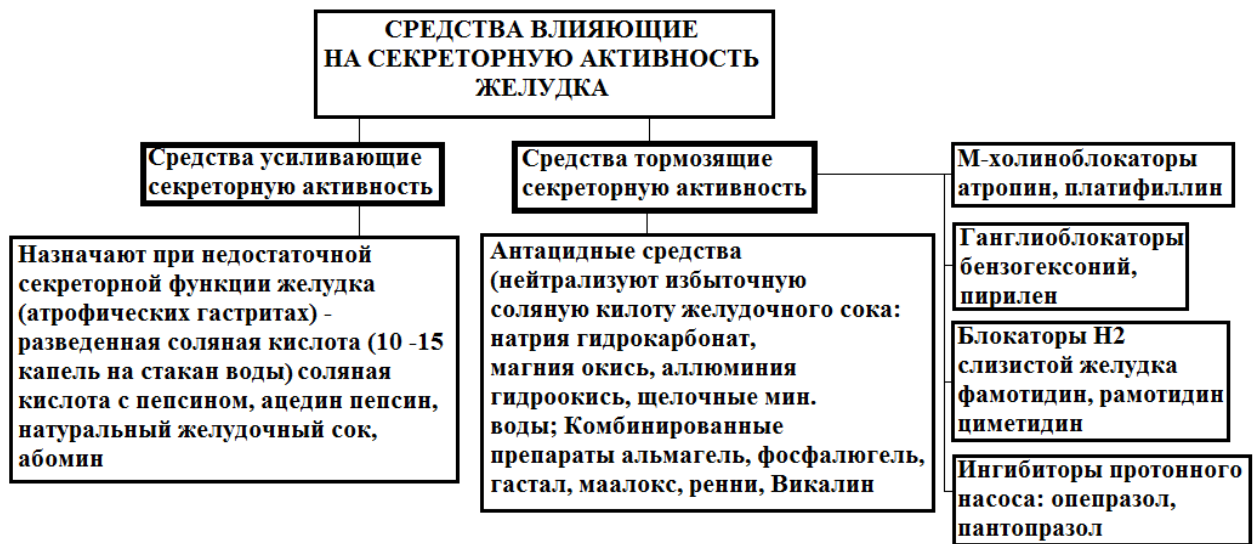 СРЕДСТВА ВЛИЯЮЩИЕ
НА СЕКРЕТОРНУЮ АКТИВНОСТЬ
ЖЕЛУДКА
Средства усиливающие
секреторную активность
Назначают при недостаточной
секреторной функции желудка
(атрофических гастритах) -
разведенная соляная кислота (10 -15
капель на стакан воды) соляная
кислота с пепсином, ацедин пепсин,
натуральный желудочный сок,
абомин
Средства тормозящие
секреторную активность
Антацидные средства
(нейтрализуют избыточную
соляную килоту желудочного сока:
натрия гидрокарбонат,
магния окись, аллюминия
гидроокись, щелочные мин.
воды; Комбинированные
препараты альмагель, фосфалюгель,
гастал, маалокс, ренни, Викалин
М-холиноблокаторы
атропин, платифиллин
Ганглиоблокаторы
бензогексоний,
пирилен
Блокаторы Н2
слизистой желудка
фамотидин, рамотидин
циметидин
Ингибиторы протонного
насоса: опепразол,
пантопразол